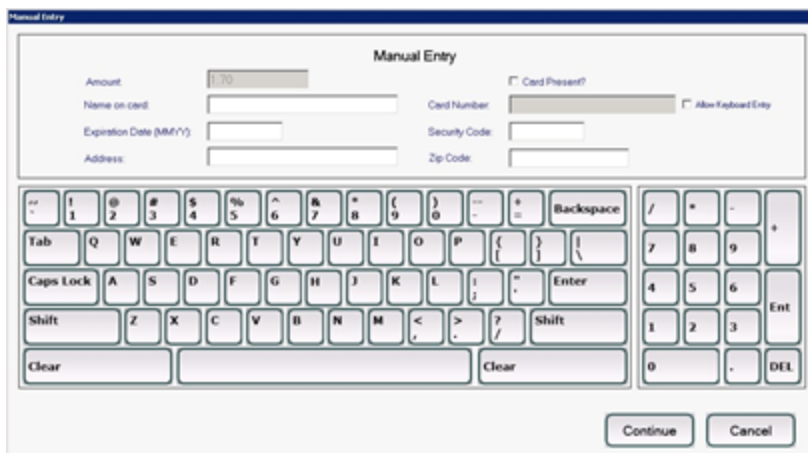 Manual Entry
Manual Entry
Amount: 1.70 Card Present?
Name on card: Card Number: Allow Keyboard Entry
Expiration Date (MMYY): Security Code:
Address: Zip Code:
~ ! @ # $ % ^ & * ( ) -- + Backspace / * - +
` 1 2 3 4 5 6 7 8 9 0 - =
Tab Q W E R T Y U I O P { } | 7 8 9
[ ] \
Caps Lock A S D F G H J K L : " Enter 4 5 6 Ent
; '
Shift Z X C V B N M < > ? Shift 1 2 3
, . /
Clear Clear 0 . DEL
Continue Cancel